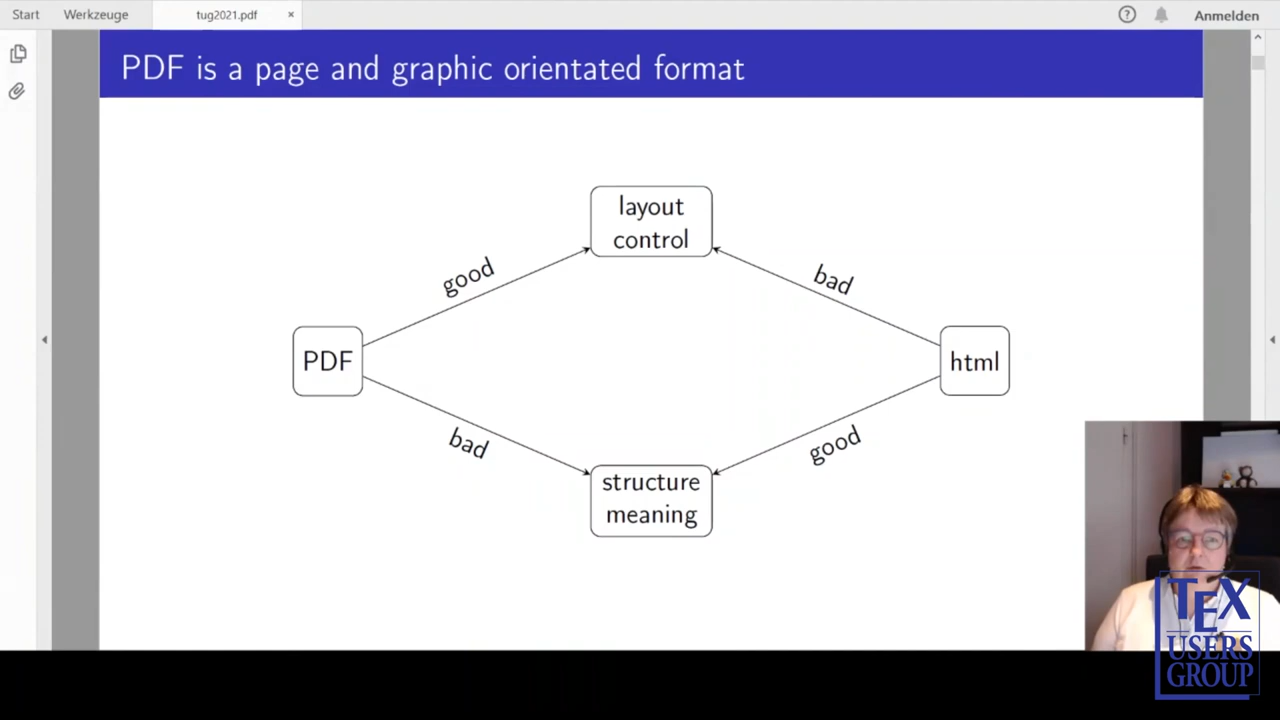 Start Werkzeuge tug2021.pdf × ? Anmelden
PDF is a page and graphic orientated format
layout
control
good
bad
PDF
html
bad
good
structure
meaning
TEX
USERS
GROUP